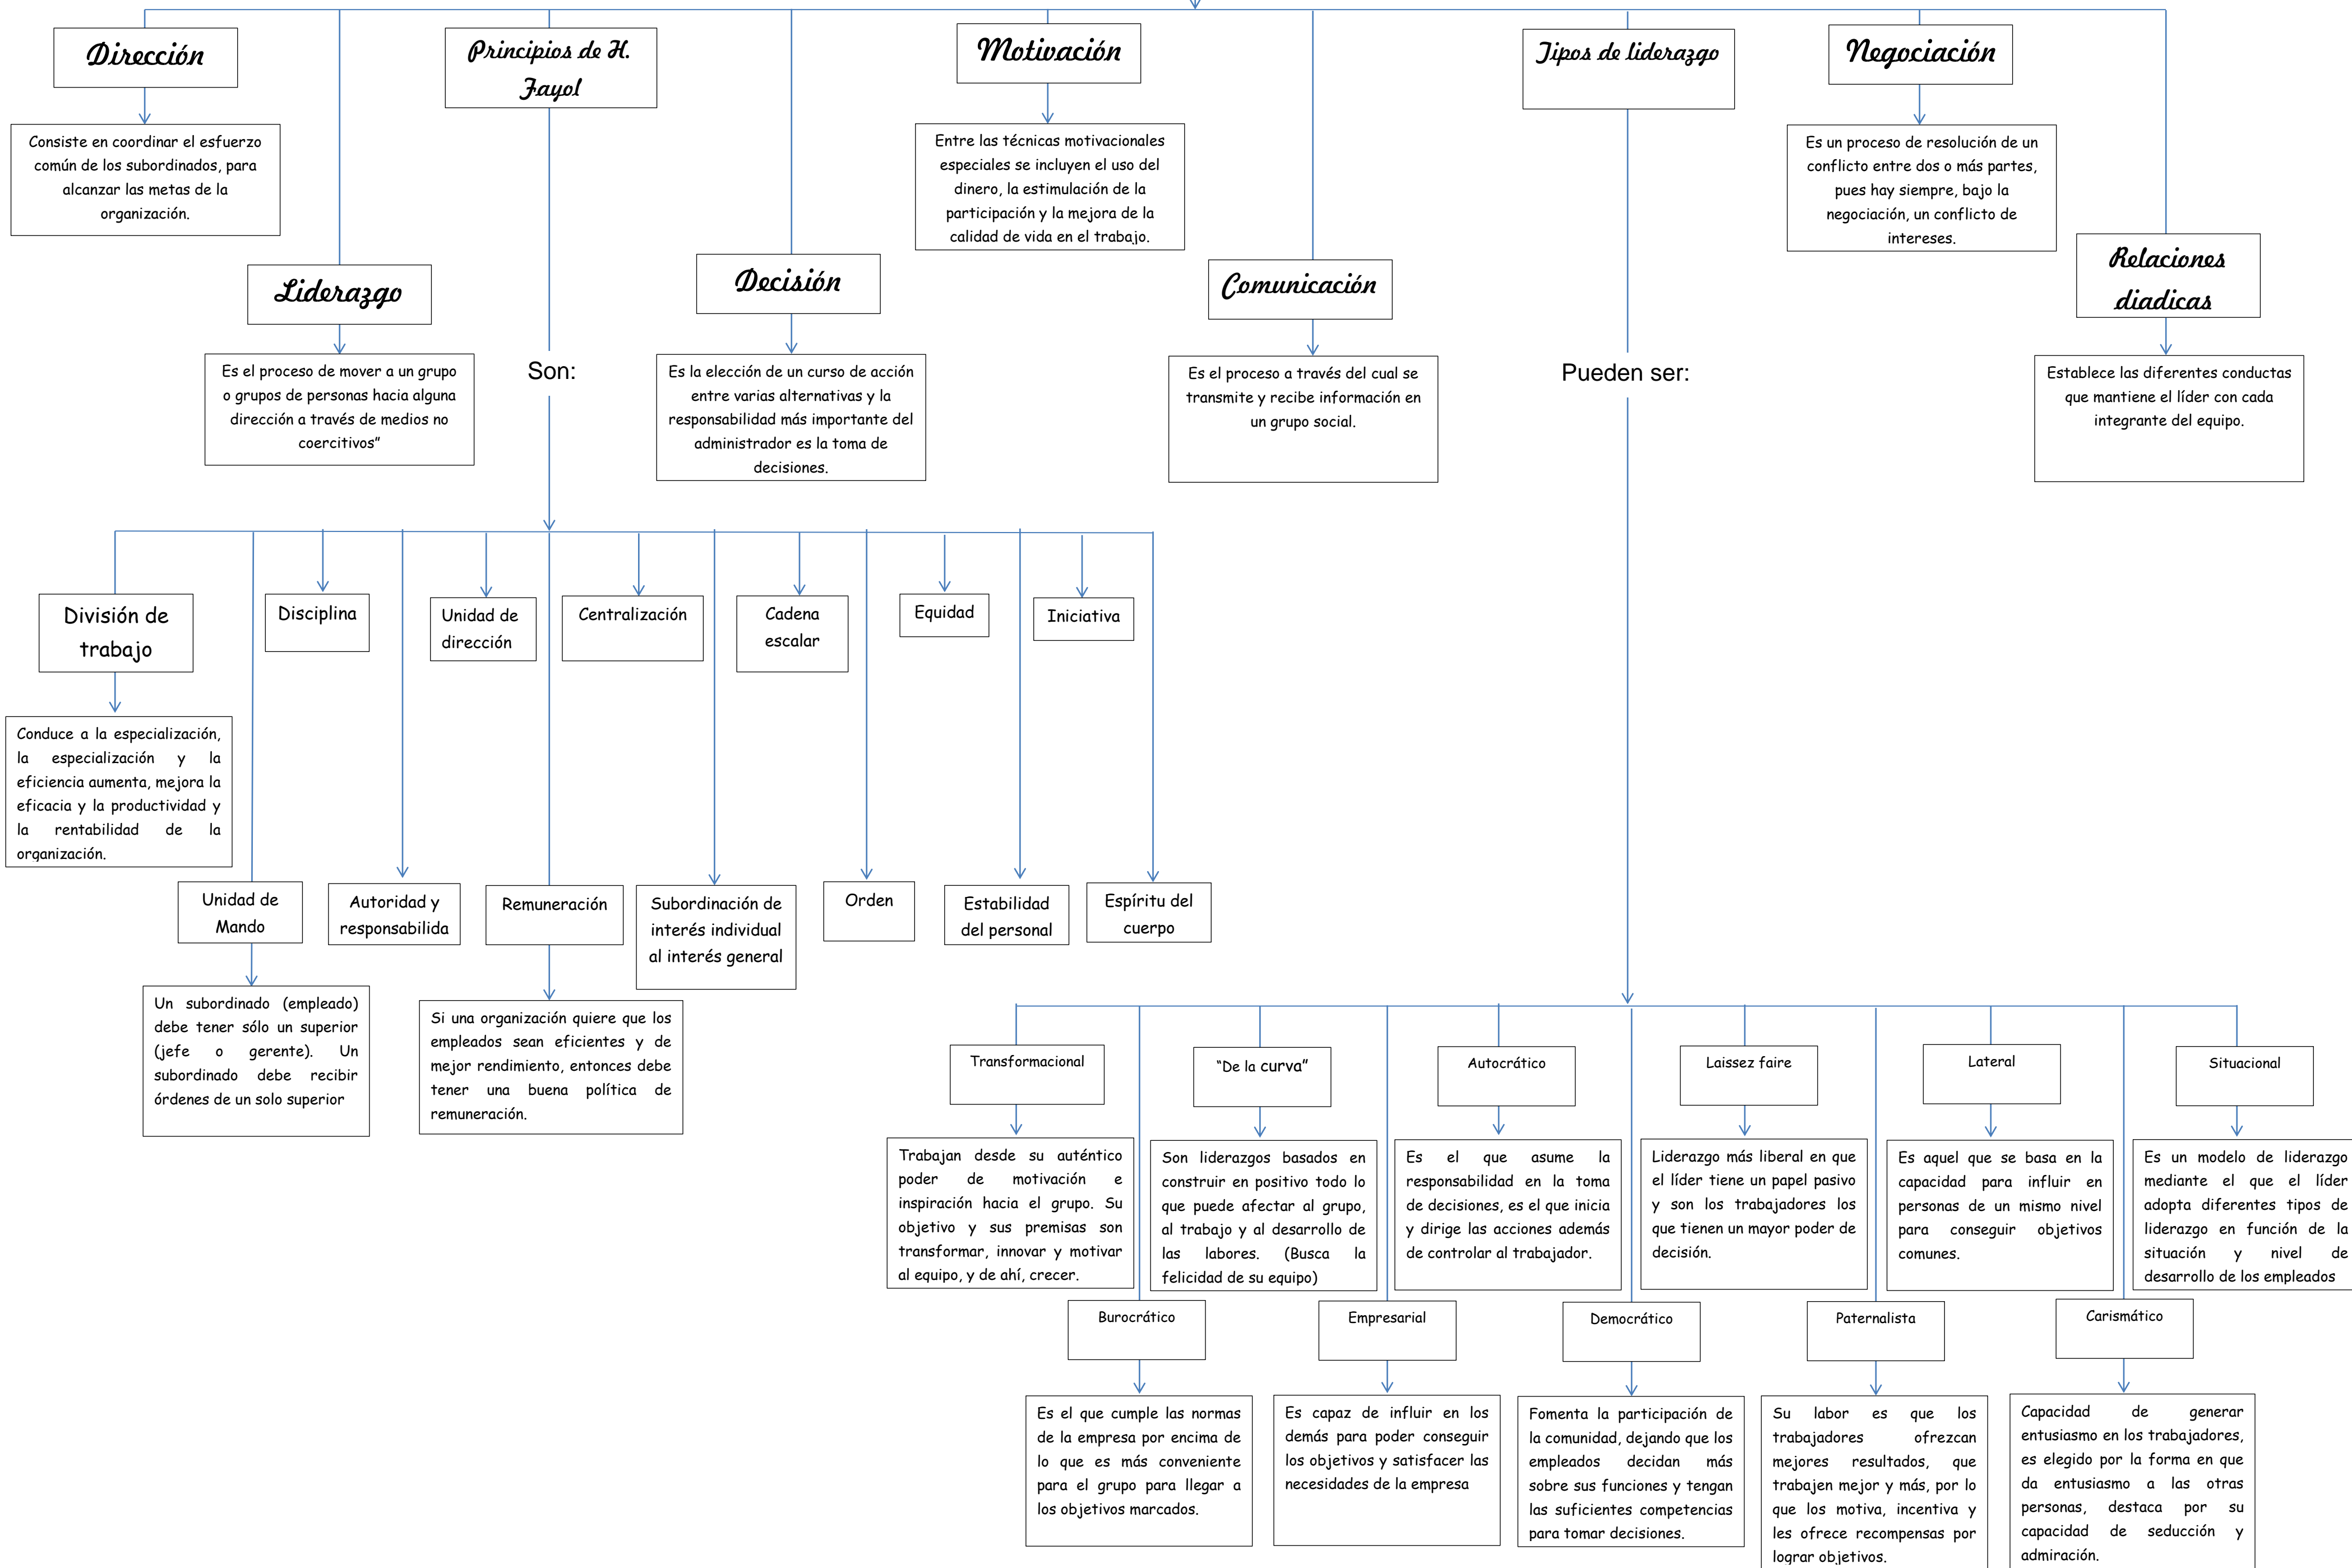 Dirección
Consiste en coordinar el esfuerzo
común de los subordinados, para
alcanzar las metas de la
organización.
Liderazgo
Es el proceso de mover a un grupo
o grupos de personas hacia alguna
dirección a través de medios no
coercitivos"
Principios de H.
Fayol
Son:
Decisión
Es la elección de un curso de acción
entre varias alternativas y la
responsabilidad más importante del
administrador es la toma de
decisiones.
Motivación
Entre las técnicas motivacionales
especiales se incluyen el uso del
dinero, la estimulación de la
participación y la mejora de la
calidad de vida en el trabajo.
Comunicación
Es el proceso a través del cual se
transmite y recibe información en
un grupo social.
Tipos de liderazgo
Pueden ser:
Negociación
Es un proceso de resolución de un
conflicto entre dos o más partes,
pues hay siempre, bajo la
negociación, un conflicto de
intereses.
Relaciones
diadicas
Establece las diferentes conductas
que mantiene el líder con cada
integrante del equipo.
División de
trabajo
Conduce a la especialización,
la especialización y la
eficiencia aumenta, mejora la
eficacia y la productividad y
la rentabilidad de la
organización.
Disciplina
Unidad de
dirección
Centralización
Cadena
escalar
Equidad
Iniciativa
Unidad de
Mando
Un subordinado (empleado)
debe tener sólo un superior
(jefe o gerente). Un
subordinado debe recibir
órdenes de un solo superior
Autoridad y
responsabilida
Remuneración
Si una organización quiere que los
empleados sean eficientes y de
mejor rendimiento, entonces debe
tener una buena política de
remuneración.
Subordinación de
interés individual
al interés general
Orden
Estabilidad
del personal
Espíritu del
cuerpo
Transformacional
Trabajan desde su auténtico
poder de motivación e
inspiración hacia el grupo. Su
objetivo y sus premisas son
transformar, innovar y motivar
al equipo, y de ahí, crecer.
"De la curva"
Son liderazgos basados en
construir en positivo todo lo
que puede afectar al grupo,
al trabajo y al desarrollo de
las labores. (Busca la
felicidad de su equipo)
Autocrático
Es el que asume la
responsabilidad en la toma
de decisiones, es el que inicia
y dirige las acciones además
de controlar al trabajador.
Laissez faire
Liderazgo más liberal en que
el líder tiene un papel pasivo
y son los trabajadores los
que tienen un mayor poder de
decisión.
Lateral
Es aquel que se basa en la
capacidad para influir en
personas de un mismo nivel
para conseguir objetivos
comunes.
Situacional
Es un modelo de liderazgo
mediante el que el líder
adopta diferentes tipos de
liderazgo en función de la
situación y nivel de
desarrollo de los empleados
Burocrático
Es el que cumple las normas
de la empresa por encima de
lo que es más conveniente
para el grupo para llegar a
los objetivos marcados.
Empresarial
Es capaz de influir en los
demás para poder conseguir
los objetivos y satisfacer las
necesidades de la empresa
Democrático
Fomenta la participación de
la comunidad, dejando que los
empleados decidan más
sobre sus funciones y tengan
las suficientes competencias
para tomar decisiones.
Paternalista
Su labor es que los
trabajadores ofrezcan
mejores resultados, que
trabajen mejor y más, por lo
que los motiva, incentiva y
les ofrece recompensas por
lograr objetivos.
Carismático
Capacidad de generar
entusiasmo en los trabajadores,
es elegido por la forma en que
da entusiasmo a las otras
personas, destaca por su
capacidad de seducción y
admiración.